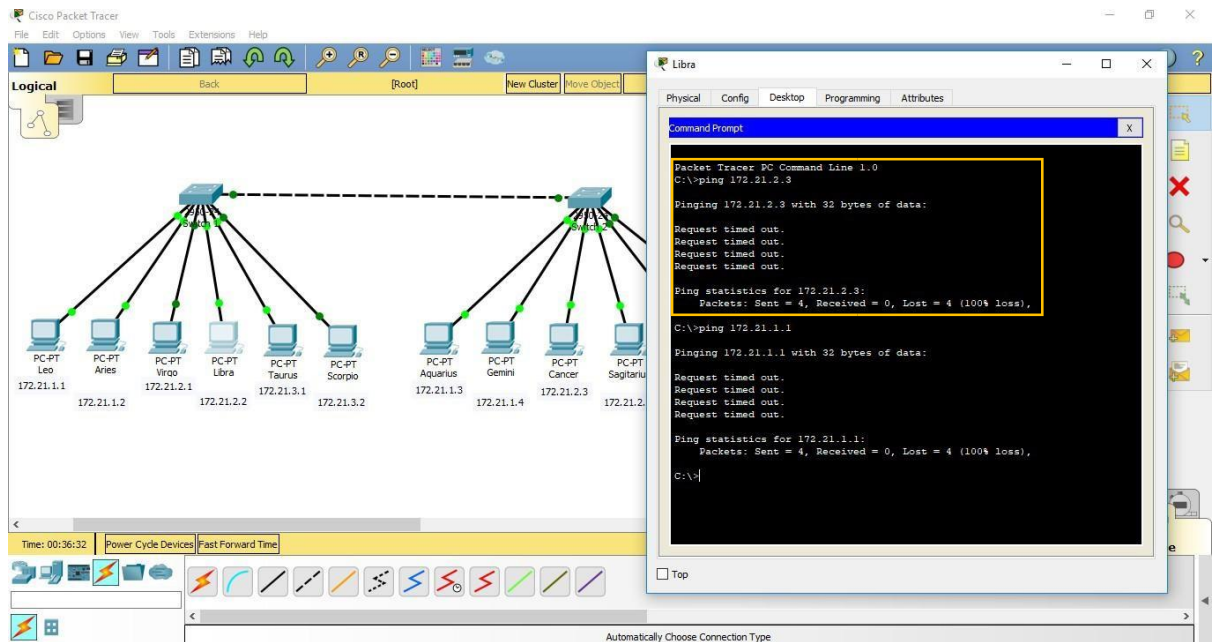 Cisco Packet Tracer
File Edit Options View Tools Extensions Help
Logical
Back
[Root]
New Cluster
Move Object
Libra
Physical Config Desktop Programming Attributes
Command Prompt
X
Packet Tracer PC Command Line 1.0
C:\>ping 172.21.2.3
Pinging 172.21.2.3 with 32 bytes of data:
Request timed out.
Request timed out.
Request timed out.
Request timed out.
Ping statistics for 172.21.2.3:
Packets: Sent = 4, Received = 0, Lost = 4 (100% loss),
C:\>ping 172.21.1.1
Pinging 172.21.1.1 with 32 bytes of data:
Request timed out.
Request timed out.
Request timed out.
Request timed out.
Ping statistics for 172.21.1.1:
Packets: Sent = 4, Received = 0, Lost = 4 (100% loss),
C:\>
Top
PC-PT
Leo
172.21.1.1
PC-PT
Aries
172.21.1.2
PC-PT
Virgo
172.21.2.1
PC-PT
Libra
172.21.2.2
PC-PT
Taurus
172.21.3.1
PC-PT
Scorpio
172.21.3.2
PC-PT
Aquarius
172.21.1.3
PC-PT
Gemini
172.21.1.4
PC-PT
Cancer
172.21.2.3
PC-PT
Sagitariu
172.21.2.
Time: 00:36:32
Power Cycle Devices
Fast Forward Time
Automatically Choose Connection Type